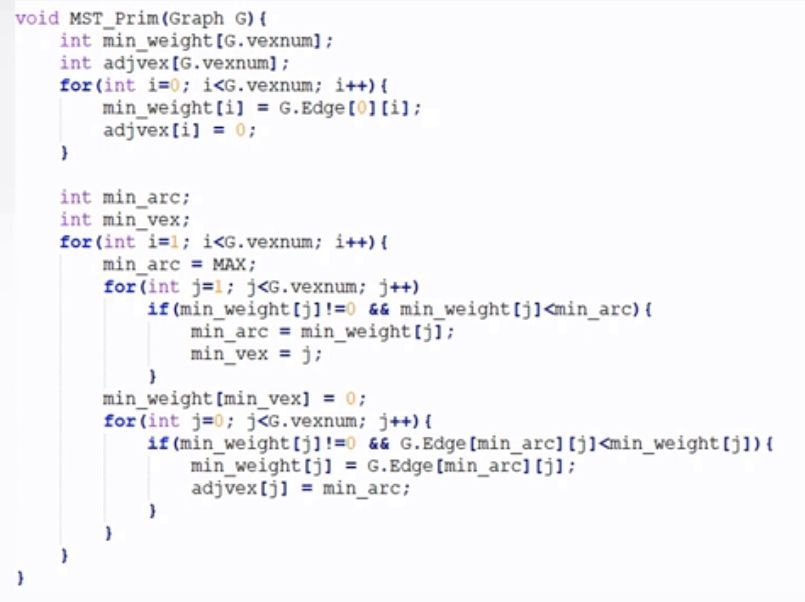 void MST_Prim(Graph G){
    int min_weight[G.vexnum];
    int adjvex[G.vexnum];
    for(int i=0; i<G.vexnum; i++){
        min_weight[i] = G.Edge[0][i];
        adjvex[i] = 0;
    }

    int min_arc;
    int min_vex;
    for(int i=1; i<G.vexnum; i++){
        min_arc = MAX;
        for(int j=1; j<G.vexnum; j++)
            if(min_weight[j]!=0 && min_weight[j]<min_arc){
                min_arc = min_weight[j];
                min_vex = j;
            }
        min_weight[min_vex] = 0;
        for(int j=0; j<G.vexnum; j++){
            if(min_weight[j]!=0 && G.Edge[min_arc][j]<min_weight[j]){
                min_weight[j] = G.Edge[min_arc][j];
                adjvex[j] = min_arc;
            }
        }
    }
}